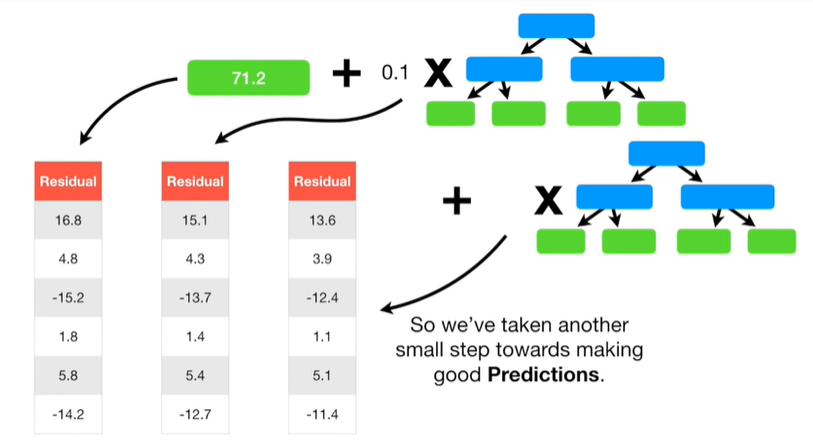 71.2
+ 0.1 X
+ X
Residual Residual Residual
16.8 15.1 13.6
4.8 4.3 3.9
-15.2 -13.7 -12.4
1.8 1.4 1.1
5.8 5.4 5.1
-14.2 -12.7 -11.4
So we’ve taken another
small step towards making
good Predictions.